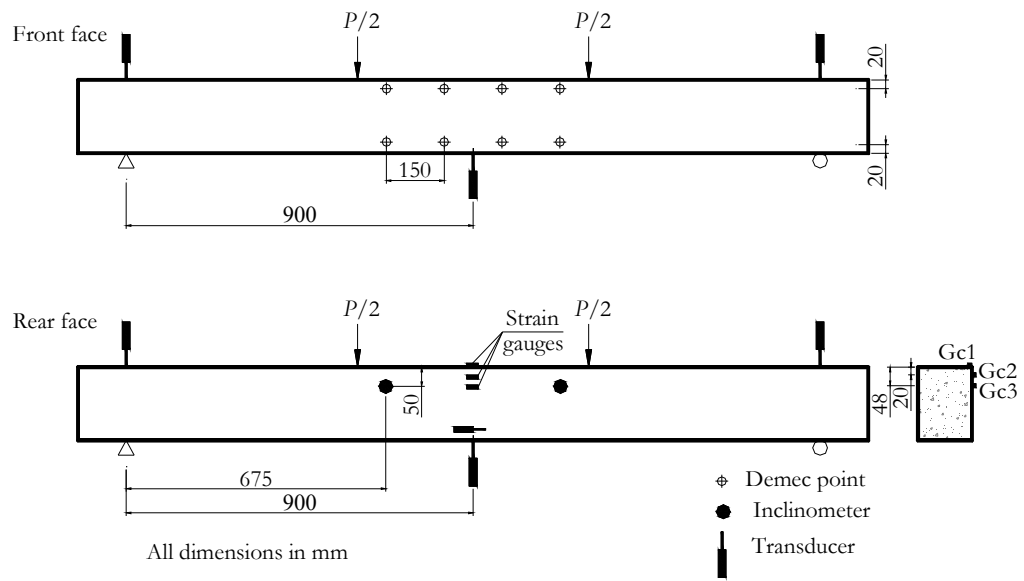 P/2
P/2
Front face
20
150
20
900
P/2
P/2
Rear face
Strain
gauges
Gc1
Gc2
Gc3
50
48
20
675
900
Demec point
Inclinometer
Transducer
All dimensions in mm